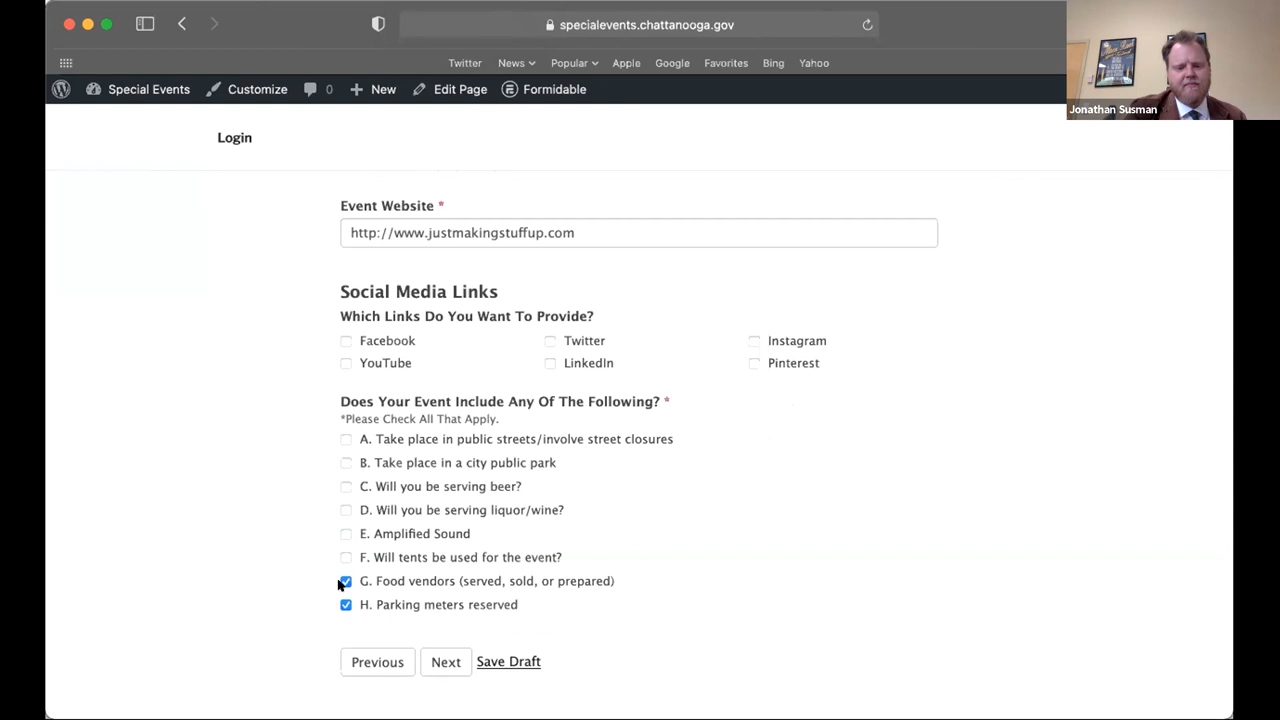 specialevents.chattanooga.gov
Twitter News Popular Apple Google Favorites Bing Yahoo
Special Events Customize 0 New Edit Page Formidable
Jonathan Susman
Login
Event Website *
http://www.justmakingstuffup.com
Social Media Links
Which Links Do You Want To Provide?
Facebook Twitter Instagram
YouTube LinkedIn Pinterest
Does Your Event Include Any Of The Following? *
*Please Check All That Apply.
A. Take place in public streets/involve street closures
B. Take place in a city public park
C. Will you be serving beer?
D. Will you be serving liquor/wine?
E. Amplified Sound
F. Will tents be used for the event?
G. Food vendors (served, sold, or prepared)
H. Parking meters reserved
Previous Next Save Draft